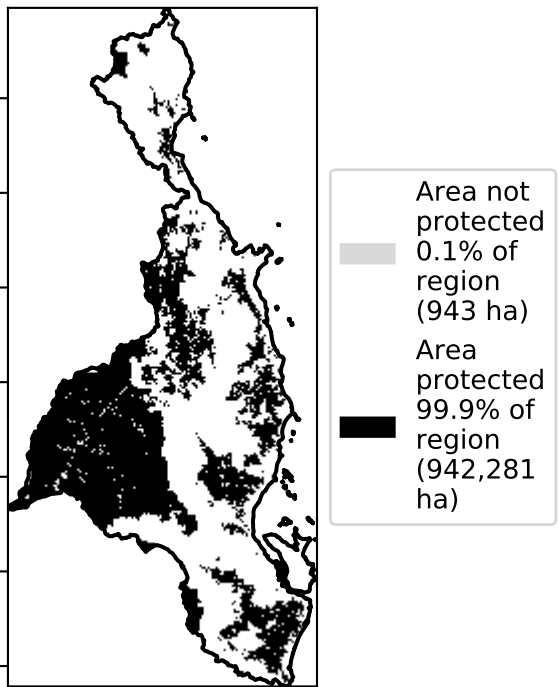 Area not
protected
0.1% of
region
(943 ha)
Area
protected
99.9% of
region
(942,281
ha)